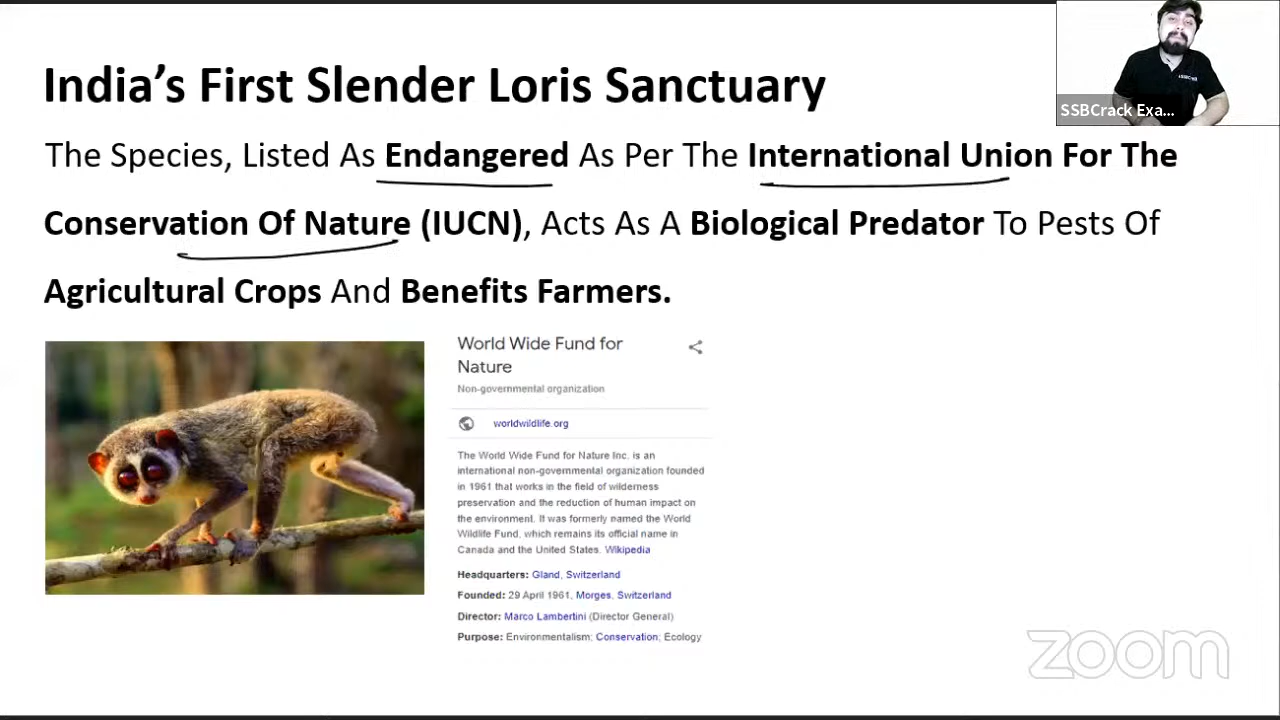 India’s First Slender Loris Sanctuary
SSBCrack Exa...
The Species, Listed As Endangered As Per The International Union For The
Conservation Of Nature (IUCN), Acts As A Biological Predator To Pests Of
Agricultural Crops And Benefits Farmers.
World Wide Fund for
Nature
Non-governmental organization
worldwildlife.org
The World Wide Fund for Nature Inc. is an
international non-governmental organization founded
in 1961 that works in the field of wilderness
preservation and the reduction of human impact on
the environment. It was formerly named the World
Wildlife Fund, which remains its official name in
Canada and the United States. Wikipedia
Headquarters: Gland, Switzerland
Founded: 29 April 1961, Morges, Switzerland
Director: Marco Lambertini (Director General)
Purpose: Environmentalism; Conservation; Ecology
zoom